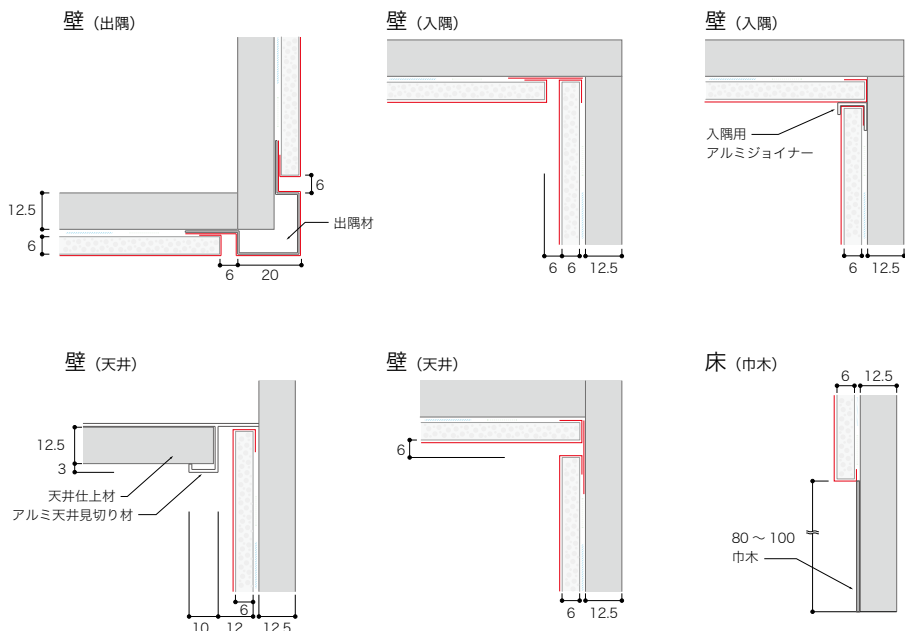 壁（出隅）
12.5
6
6
20
6
出隅材
壁（入隅）
6
6
12.5
壁（入隅）
入隅用
アルミジョイナー
6
12.5
壁（天井）
12.5
3
天井仕上材
アルミ天井見切り材
6
10
12
12.5
壁（天井）
6
6
12.5
床（巾木）
6
12.5
80～100
巾木